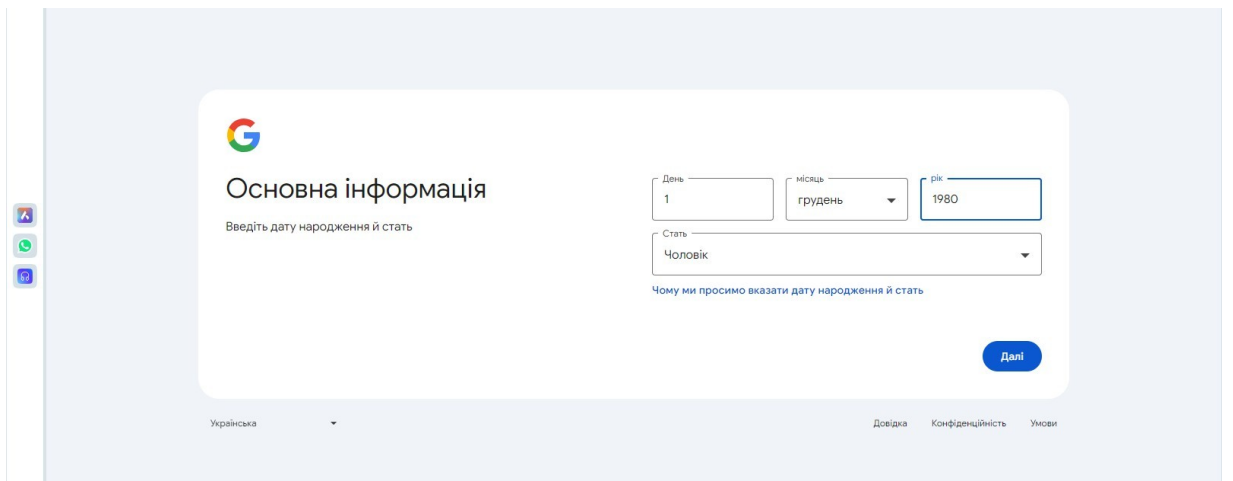 Основна інформація
Введіть дату народження й стать
День
1
місяць
грудень
рік
1980
Стать
Чоловік
Чому ми просимо вказати дату народження й стать
Далі
Українська
Довідка Конфіденційність Умови